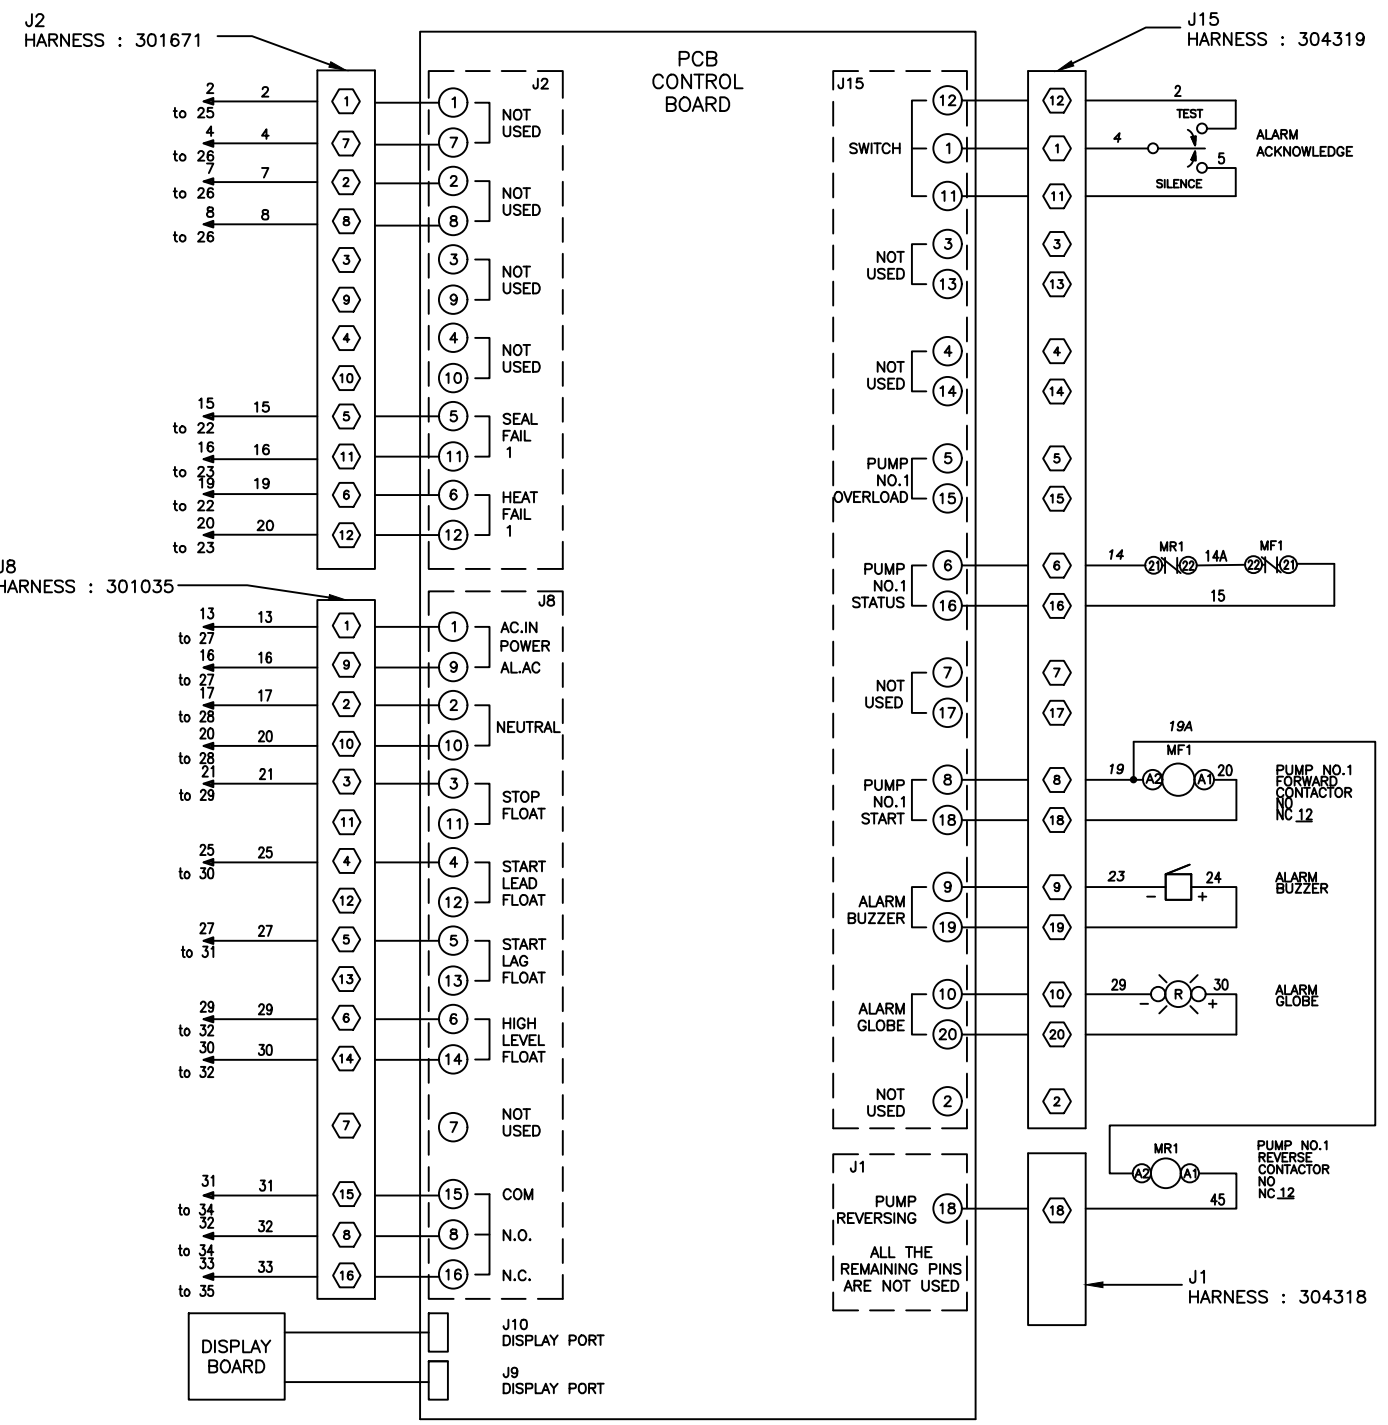 J2
HARNESS : 301671
J15
HARNESS : 304319
PCB
CONTROL
BOARD
J2
2
to 25
2
1
1
4
to 26
4
7
7
NOT
USED
7
to 26
7
2
2
8
to 26
8
8
8
NOT
USED
3
3
9
9
NOT
USED
4
4
10
10
NOT
USED
15
to 22
15
5
5
16
to 23
16
11
11
SEAL
FAIL
1
19
to 22
19
6
6
20
to 23
20
12
12
HEAT
FAIL
1
J8
HARNESS : 301035
J8
13
to 27
13
1
1
AC.IN
POWER
16
to 27
16
9
9
AL.AC
17
to 28
17
2
2
20
to 28
20
10
10
NEUTRAL
21
to 29
21
3
3
11
11
STOP
FLOAT
25
to 30
25
4
4
12
12
START
LEAD
FLOAT
27
to 31
27
5
5
13
13
START
LAG
FLOAT
29
to 32
29
6
6
30
to 32
30
14
14
HIGH
LEVEL
FLOAT
7
7
NOT
USED
31
to 34
31
15
15
COM
32
to 34
32
8
8
N.O.
33
to 35
33
16
16
N.C.
DISPLAY
BOARD
J10
DISPLAY PORT
J9
DISPLAY PORT
J15
SWITCH
12
12
2
TEST
1
1
4
ALARM
ACKNOWLEDGE
5
SILENCE
11
11
NOT
USED
3
3
13
13
NOT
USED
4
4
14
14
PUMP
NO.1
OVERLOAD
5
5
15
15
PUMP
NO.1
STATUS
6
6
14
MR1
21
22
14A
MF1
22
21
16
16
15
NOT
USED
7
7
17
17
19A
PUMP
NO.1
START
8
8
19
MF1
A2
A1
20
18
18
PUMP NO.1
FORWARD
CONTACTOR
NO
NC 12
ALARM
BUZZER
9
9
23
24
- +
19
19
ALARM
BUZZER
ALARM
GLOBE
10
10
29
R
30
- +
20
20
ALARM
GLOBE
NOT
USED
2
2
J1
MR1
A2
A1
PUMP NO.1
REVERSE
CONTACTOR
NO
NC 12
PUMP
REVERSING
18
18
45
ALL THE
REMAINING PINS
ARE NOT USED
J1
HARNESS : 304318